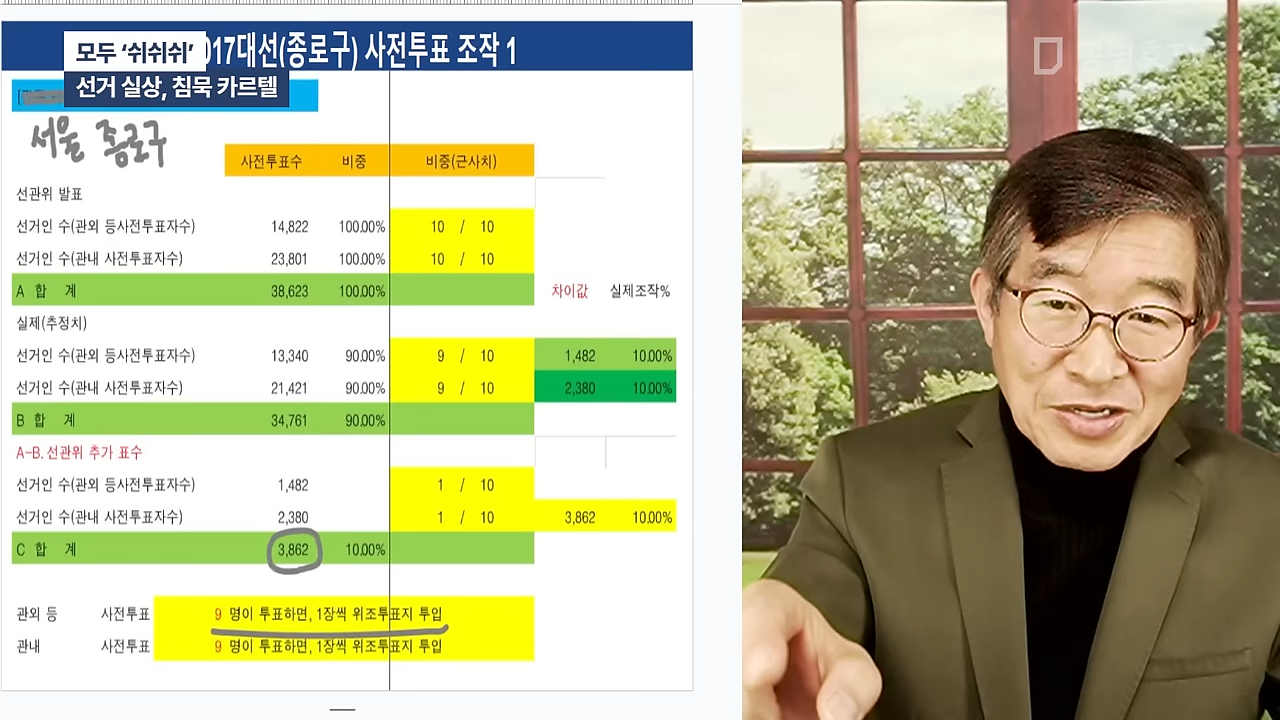 모두 ‘쉬쉬쉬’ 017대선(종로구) 사전투표 조작 1
선거 실상, 침묵 카르텔
서울 종로구
사전투표수 비중 비중(근사치)
선관위 발표
선거인 수(관외 등사전투표자수) 14,822 100.00% 10 / 10
선거인 수(관내 사전투표자수) 23,801 100.00% 10 / 10
A 합 계 38,623 100.00% 차이값 실제조작%
실제(추정치)
선거인 수(관외 등사전투표자수) 13,340 90.00% 9 / 10 1,482 10.00%
선거인 수(관내 사전투표자수) 21,421 90.00% 9 / 10 2,380 10.00%
B 합 계 34,761 90.00%
A-B. 선관위 추가 표수
선거인 수(관외 등사전투표자수) 1,482 1 / 10
선거인 수(관내 사전투표자수) 2,380 1 / 10 3,862 10.00%
C 합 계 3,862 10.00%
관외 등 사전투표 9 명이 투표하면, 1장씩 위조투표지 투입
관내 사전투표 9 명이 투표하면, 1장씩 위조투표지 투입